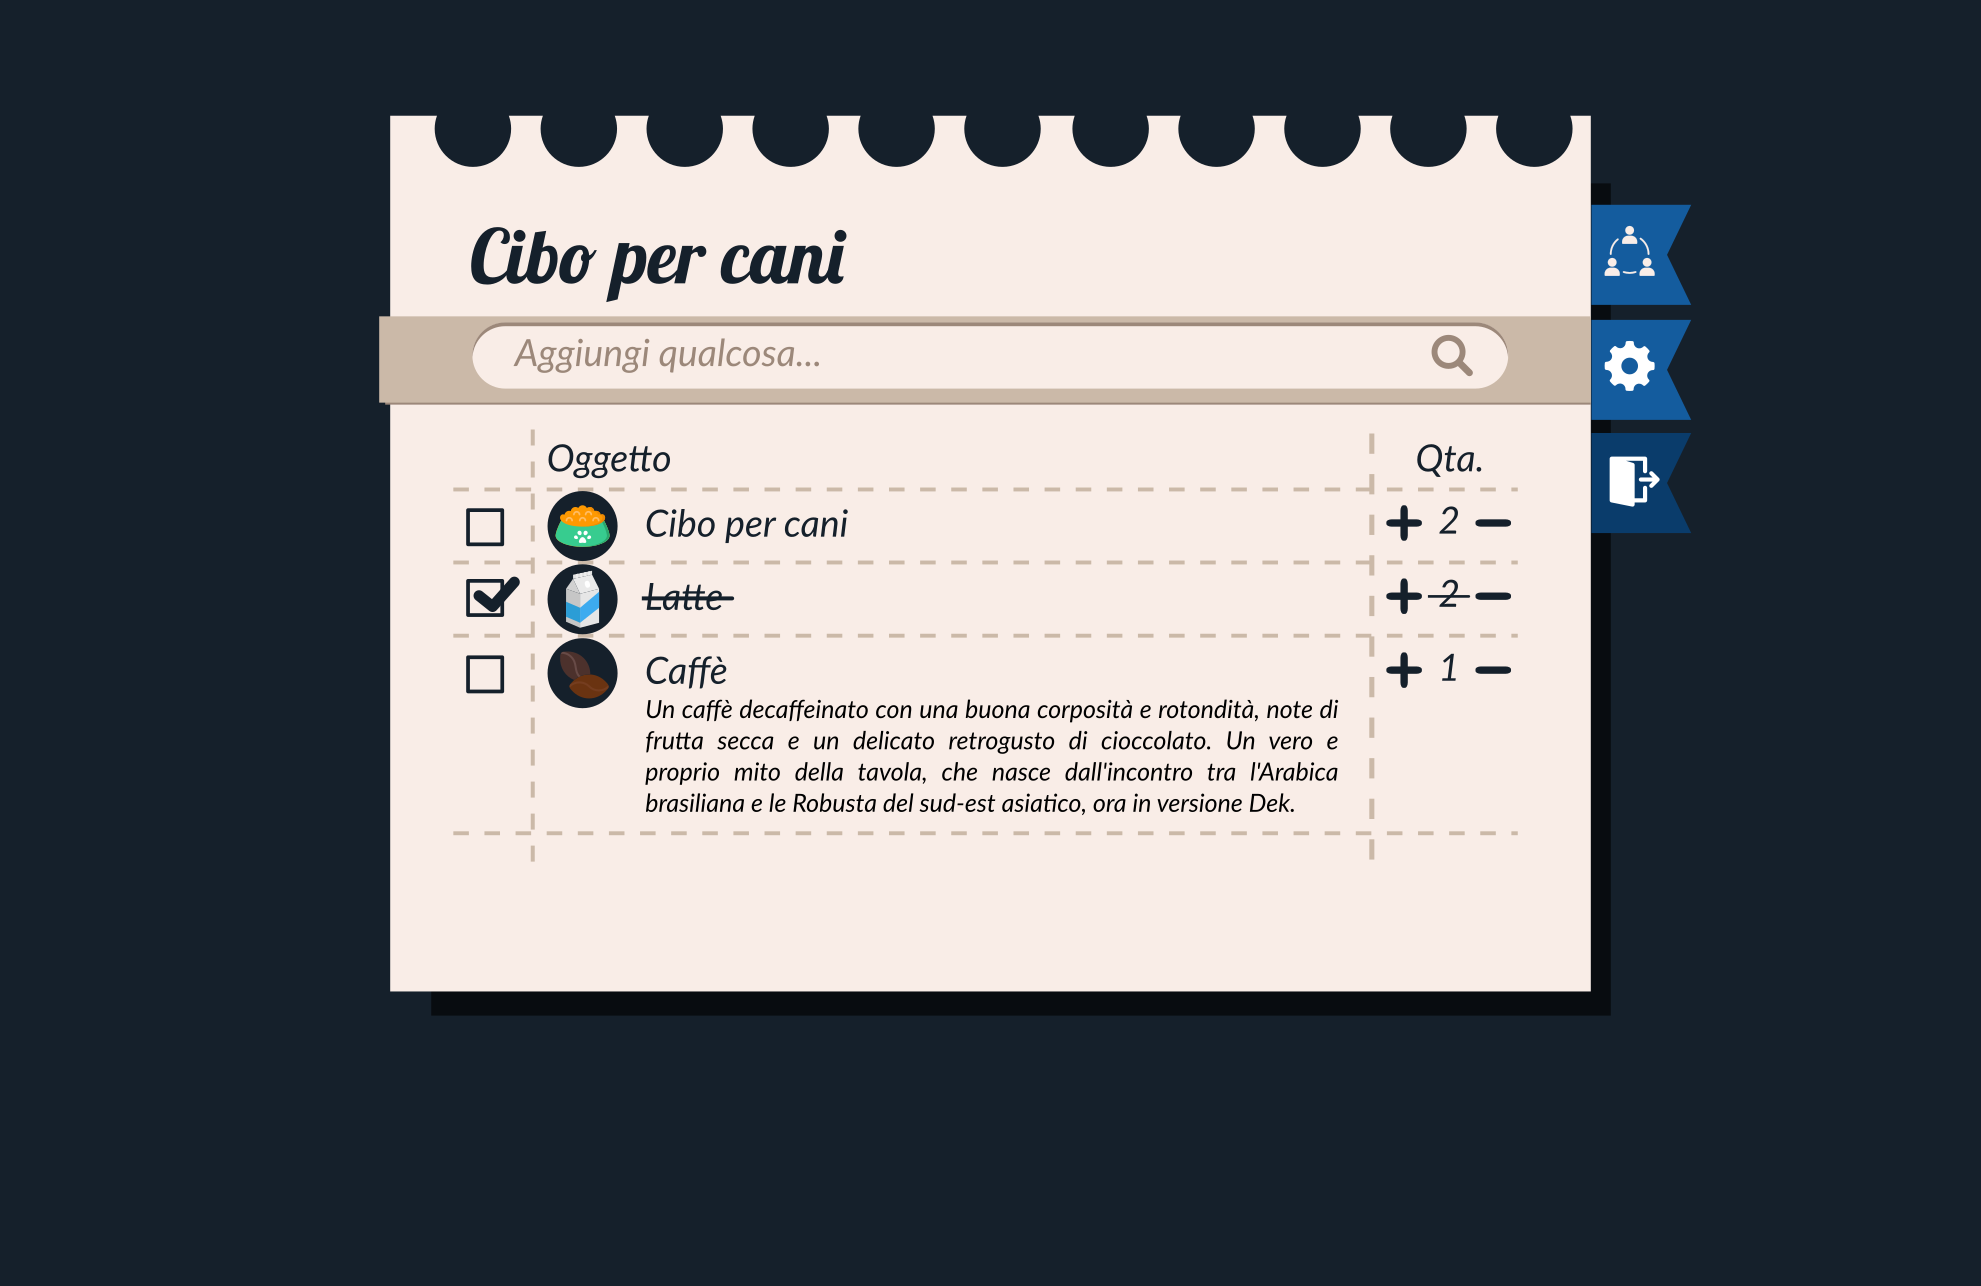 Cibo per cani
Aggiungi qualcosa...
Oggetto Qta.
Cibo per cani 2
Latte 2
Caffè 1
Un caffè decaffeinato con una buona corposità e rotondità, note di
frutta secca e un delicato retrogusto di cioccolato. Un vero e
proprio mito della tavola, che nasce dall'incontro tra l'Arabica
brasiliana e le Robusta del sud-est asiatico, ora in versione Dek.